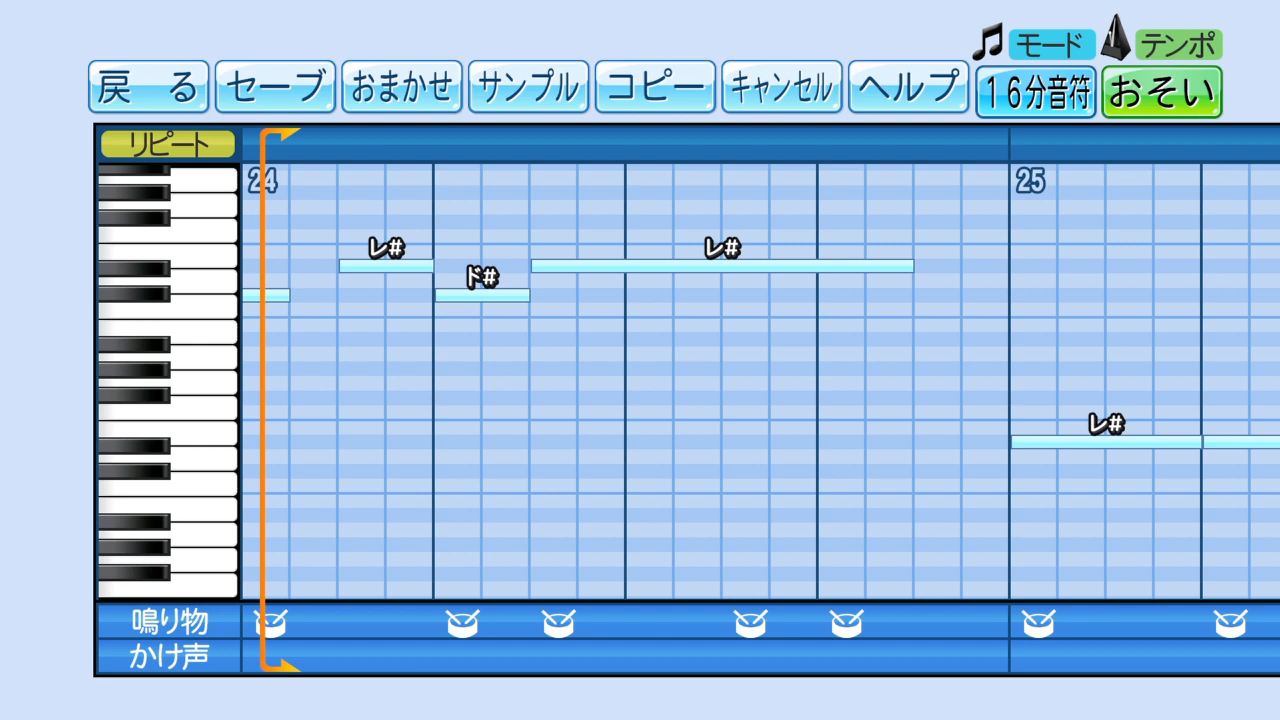 モード テンポ
戻る セーブ おまかせ サンプル コピー キャンセル ヘルプ 16分音符 おそい
リピート
24 25
レ# レ#
ド#
レ#
鳴り物
かけ声